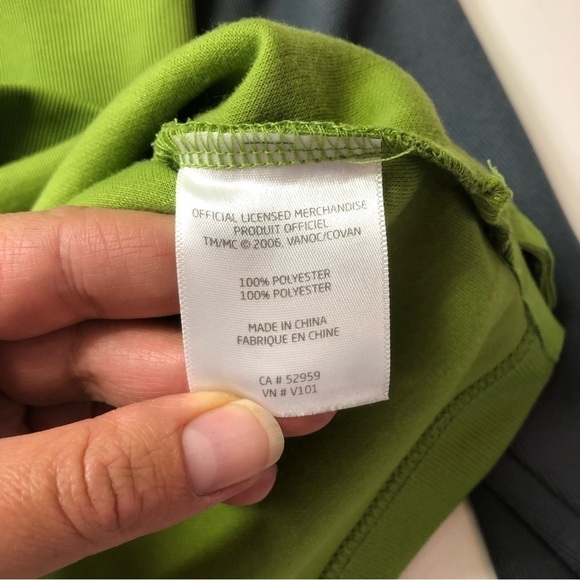 OFFICIAL LICENSED MERCHANDISE
PRODUIT OFFICIEL
TM/MC © 2006, VANOC/COVAN
100% POLYESTER
100% POLYESTER
MADE IN CHINA
FABRIQUE EN CHINE
CA # 52959
VN # V101